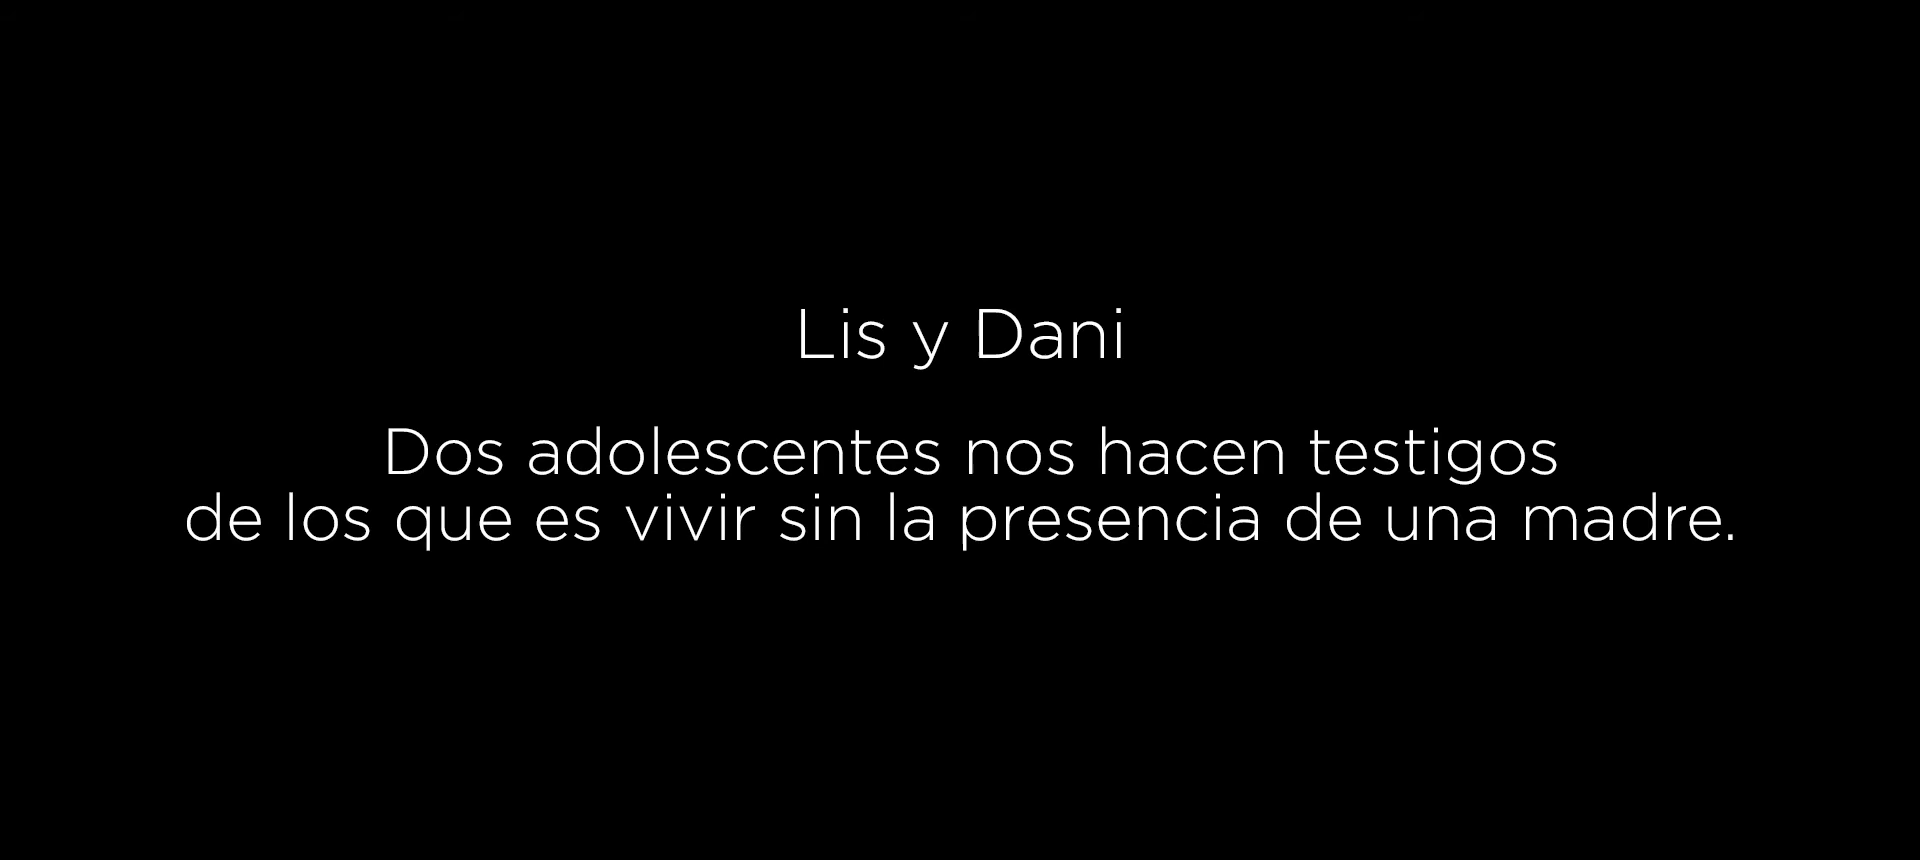 Lis y Dani
Dos adolescentes nos hacen testigos
de los que es vivir sin la presencia de una madre.